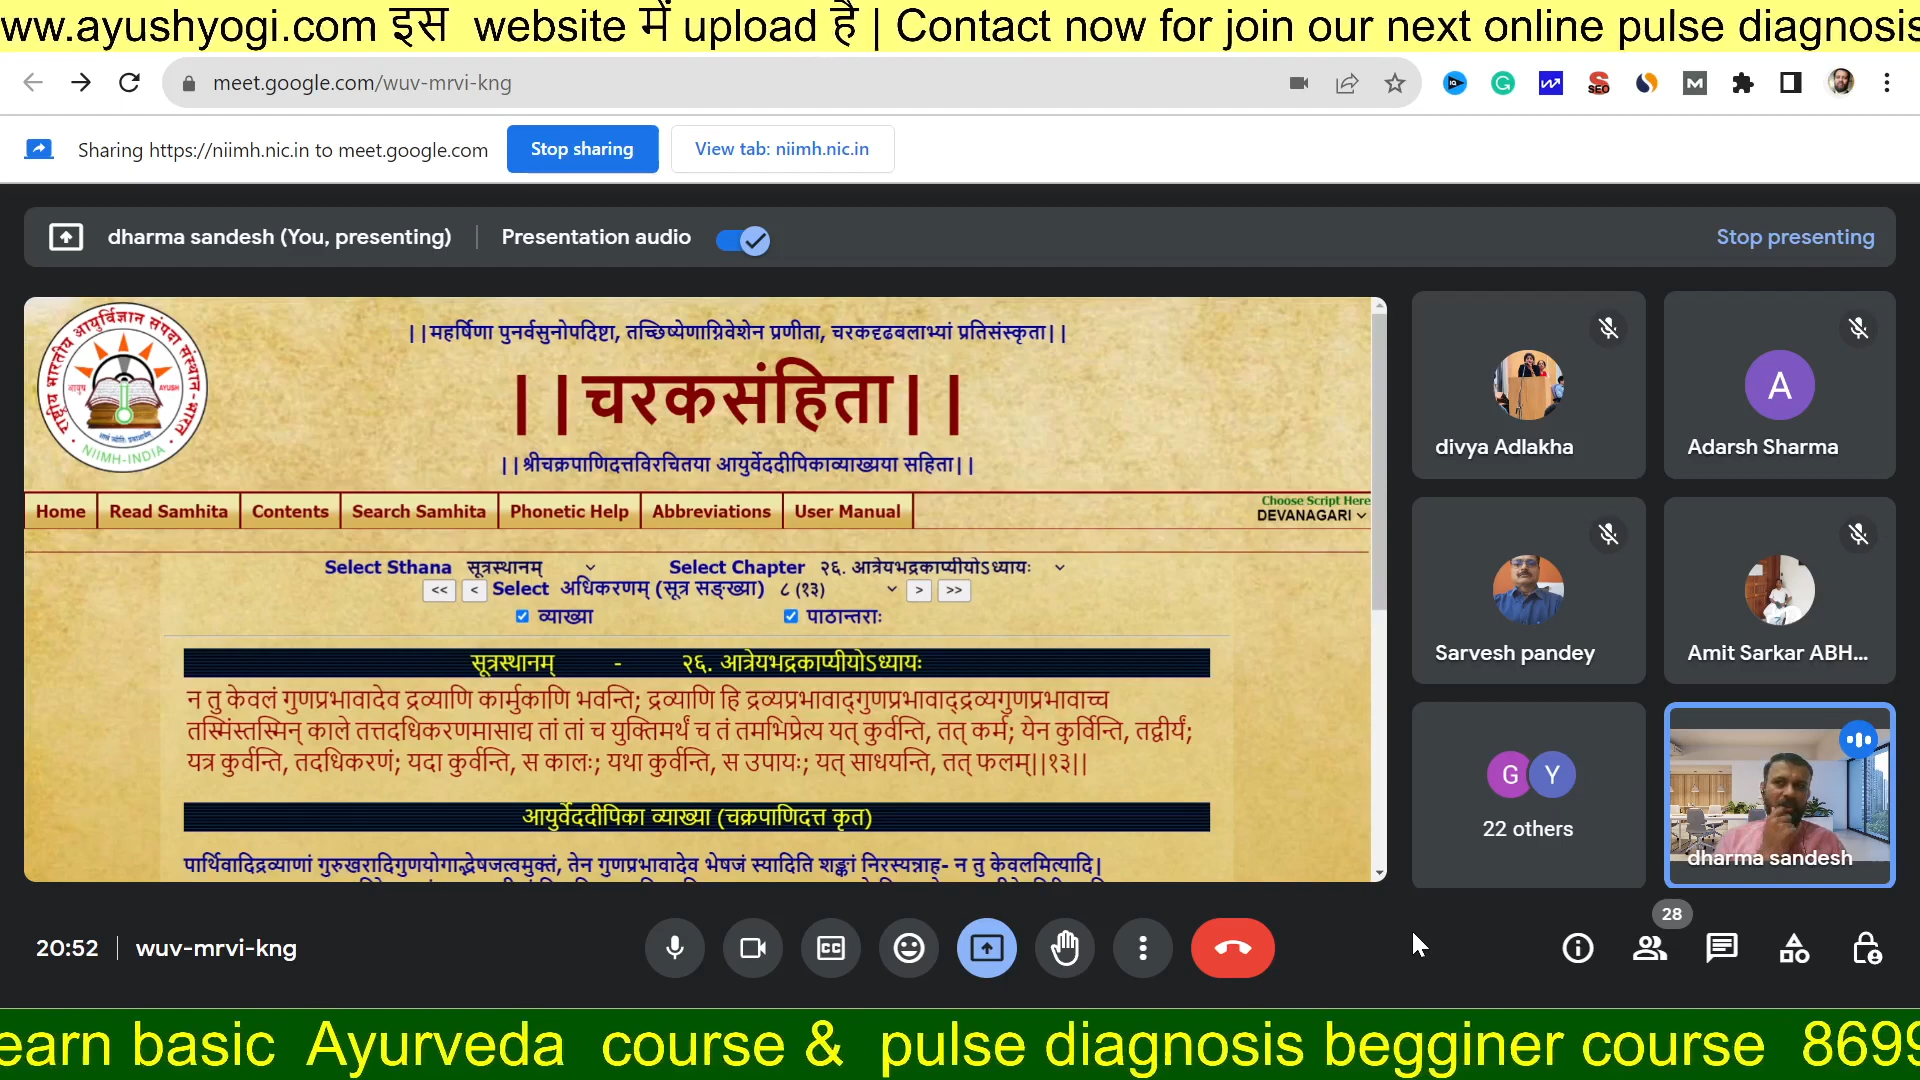 ww.ayushyogi.com इस website में upload है | Contact now for join our next online pulse diagnosis
meet.google.com/wuv-mrvi-kng
Sharing https://niimh.nic.in to meet.google.com
Stop sharing
View tab: niimh.nic.in
dharma sandesh (You, presenting)
Presentation audio
Stop presenting
राष्ट्रीय भारतीय आयुर्विज्ञान संपदा संस्थान-भारत
आयुष
AYUSH
NIIMH-INDIA
||महर्षिणा पुनर्वसुनोपदिष्टा, तच्छिष्येणाग्निवेशेन प्रणीता, चरकदृढबलाभ्यां प्रतिसंस्कृता||
||चरकसंहिता||
||श्रीचक्रपाणिदत्तविरचितया आयुर्वेददीपिकाव्याख्यया सहिता||
Home
Read Samhita
Contents
Search Samhita
Phonetic Help
Abbreviations
User Manual
Choose Script Here
DEVANAGARI
Select Sthana सूत्रस्थानम् Select Chapter २६. आत्रेयभद्रकाप्यीयोऽध्यायः
<< < Select अधिकरणम् (सूत्र सङ्ख्या) ८ (१३) > >>
व्याख्या पाठान्तराः
सूत्रस्थानम् - २६. आत्रेयभद्रकाप्यीयोऽध्यायः
न तु केवलं गुणप्रभावादेव द्रव्याणि कार्मुकाणि भवन्ति; द्रव्याणि हि द्रव्यप्रभावाद्गुणप्रभावाद्द्रव्यगुणप्रभावाच्च
तस्मिंस्तस्मिन् काले तत्तदधिकरणमासाद्य तां तां च युक्तिमर्थं च तं तमभिप्रेत्य यत् कुर्वन्ति, तत् कर्म; येन कुर्विन्ति, तद्वीर्यं;
यत्र कुर्वन्ति, तदधिकरणं; यदा कुर्वन्ति, स कालः; यथा कुर्वन्ति, स उपायः; यत् साधयन्ति, तत् फलम्||१३||
आयुर्वेददीपिका व्याख्या (चक्रपाणिदत्त कृत)
पार्थिवादिद्रव्याणां गुरुखरादिगुणयोगाद्भेषजत्वमुक्तं, तेन गुणप्रभावादेव भेषजं स्यादिति शङ्कां निरस्यन्नाह- न तु केवलमित्यादि|
divya Adlakha
A
Adarsh Sharma
Sarvesh pandey
Amit Sarkar ABH...
G Y
22 others
dharma sandesh
20:52 | wuv-mrvi-kng
CC
28
earn basic Ayurveda course & pulse diagnosis begginer course 8699